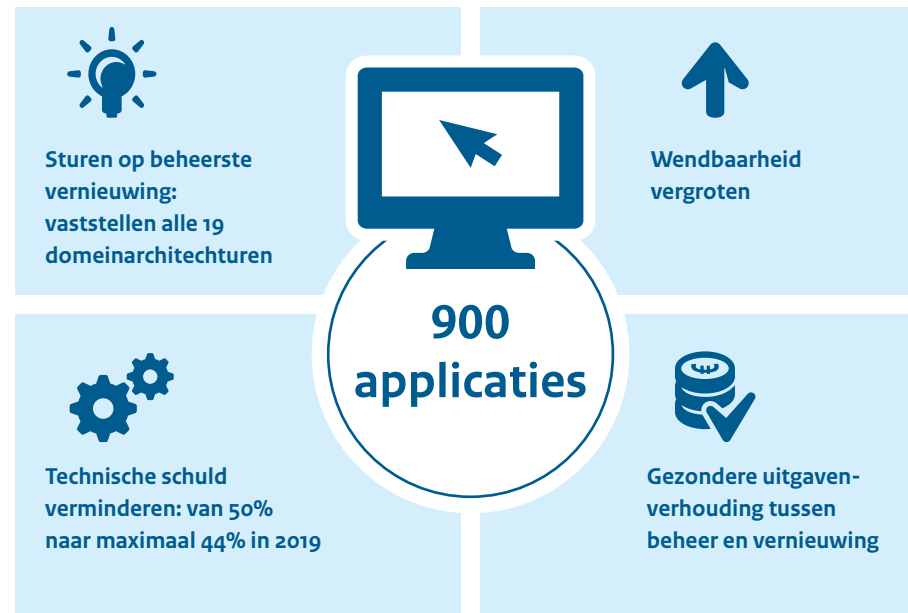 Sturen op beheerste
vernieuwing:
vaststellen alle 19
domeinarchitechturen
Wendbaarheid
vergroten
900
applicaties
Technische schuld
verminderen: van 50%
naar maximaal 44% in 2019
Gezondere uitgaven-
verhouding tussen
beheer en vernieuwing